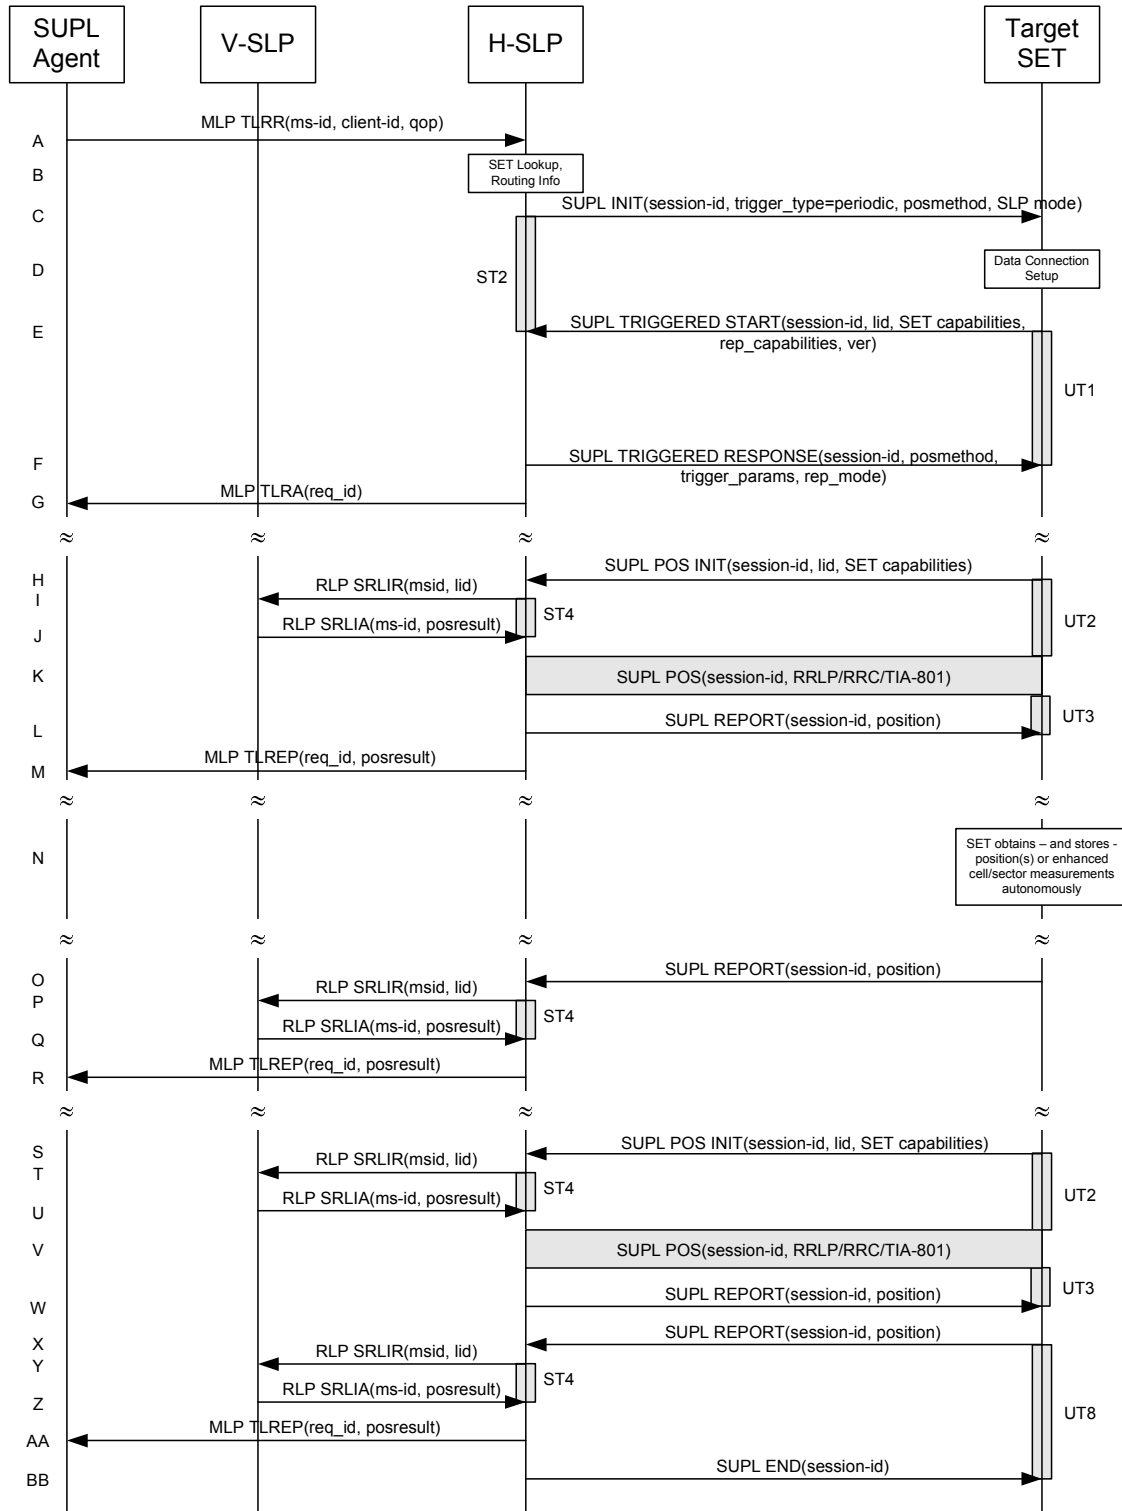 SUPL
Agent
V-SLP
H-SLP
Target
SET
A
MLP TLRR(ms-id, client-id, qop)
B
SET Lookup,
Routing Info
C
SUPL INIT(session-id, trigger_type=periodic, posmethod, SLP mode)
D
ST2
Data Connection
Setup
E
SUPL TRIGGERED START(session-id, lid, SET capabilities,
rep_capabilities, ver)
UT1
F
SUPL TRIGGERED RESPONSE(session-id, posmethod,
trigger_params, rep_mode)
G
MLP TLRA(req_id)
≈ ≈ ≈ ≈
H
SUPL POS INIT(session-id, lid, SET capabilities)
I
RLP SRLIR(msid, lid)
ST4
UT2
J
RLP SRLIA(ms-id, posresult)
K
SUPL POS(session-id, RRLP/RRC/TIA-801)
UT3
L
SUPL REPORT(session-id, position)
M
MLP TLREP(req_id, posresult)
≈ ≈ ≈ ≈
N
SET obtains – and stores -
position(s) or enhanced
cell/sector measurements
autonomously
≈ ≈ ≈ ≈
O
SUPL REPORT(session-id, position)
P
RLP SRLIR(msid, lid)
ST4
Q
RLP SRLIA(ms-id, posresult)
R
MLP TLREP(req_id, posresult)
≈ ≈ ≈ ≈
S
SUPL POS INIT(session-id, lid, SET capabilities)
T
RLP SRLIR(msid, lid)
ST4
UT2
U
RLP SRLIA(ms-id, posresult)
V
SUPL POS(session-id, RRLP/RRC/TIA-801)
UT3
W
SUPL REPORT(session-id, position)
X
SUPL REPORT(session-id, position)
Y
RLP SRLIR(msid, lid)
ST4
Z
RLP SRLIA(ms-id, posresult)
UT8
AA
MLP TLREP(req_id, posresult)
BB
SUPL END(session-id)